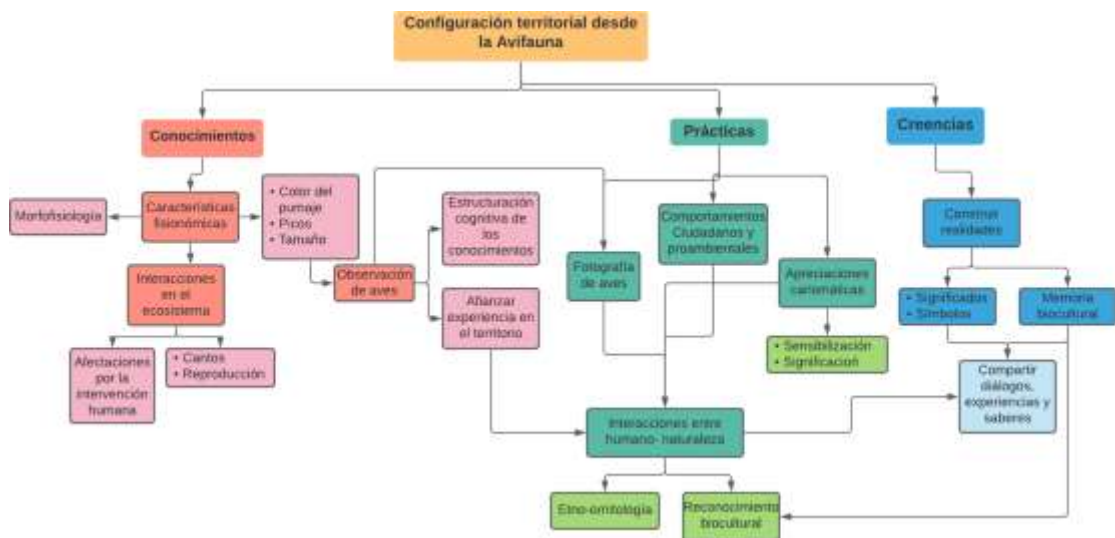 Configuración territorial desde
la Avifauna
Conocimientos
Prácticas
Creencias
Morfofisiología
Características
fisionómicas
• Color del
pumaje
• Picos
• Tamaño
Estructuración
cognitiva de
los
conocimientos
Comportamientos
Ciudadanos y
proambientales
Construir
realidades
Interacciones
en el
ecosistema
Observación
de aves
Fotografía
de aves
Apreciaciones
carismáticas
Afianzar
experiencia en
el territorio
• Significados
• Símbolos
Memoria
biocultural
Afectaciones
por la
intervención
humana
• Cantos
• Reproducción
• Sensibilización
• Significación
Compartir
diálogos,
experiencias y
saberes
Interacciones entre
humano- naturaleza
Etno-ornitología
Reconocimiento
biocultural